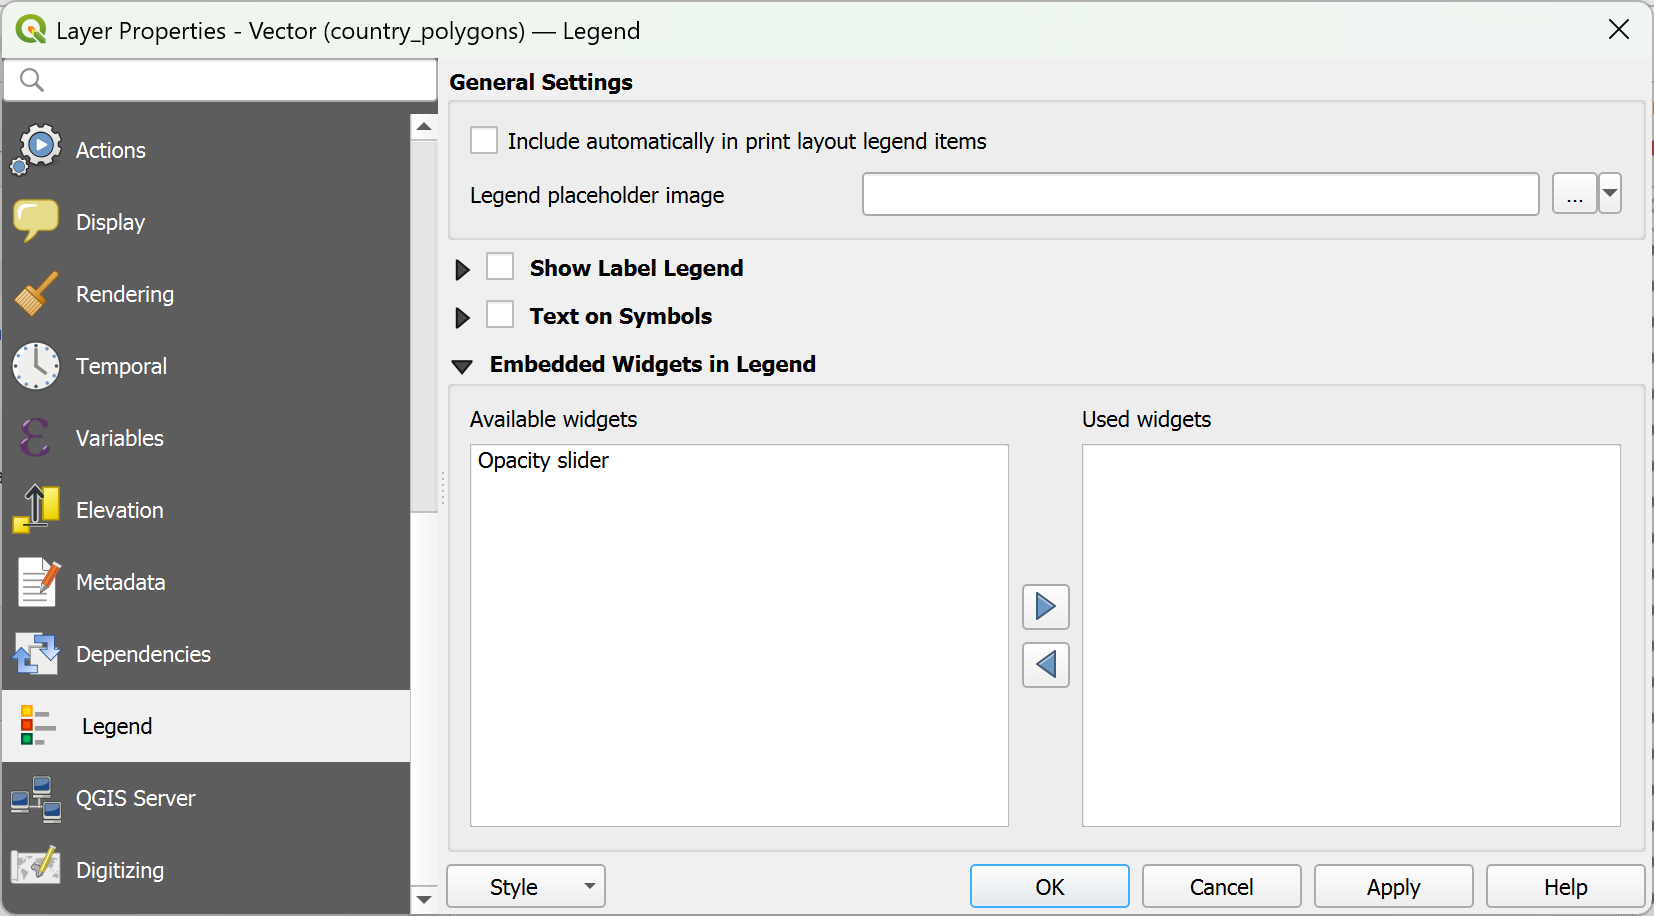 Layer Properties - Vector (country_polygons) — Legend
Actions
Display
Rendering
Temporal
Variables
Elevation
Metadata
Dependencies
Legend
QGIS Server
Digitizing
General Settings
Include automatically in print layout legend items
Legend placeholder image
...
Show Label Legend
Text on Symbols
Embedded Widgets in Legend
Available widgets
Opacity slider
Used widgets
Style
OK
Cancel
Apply
Help